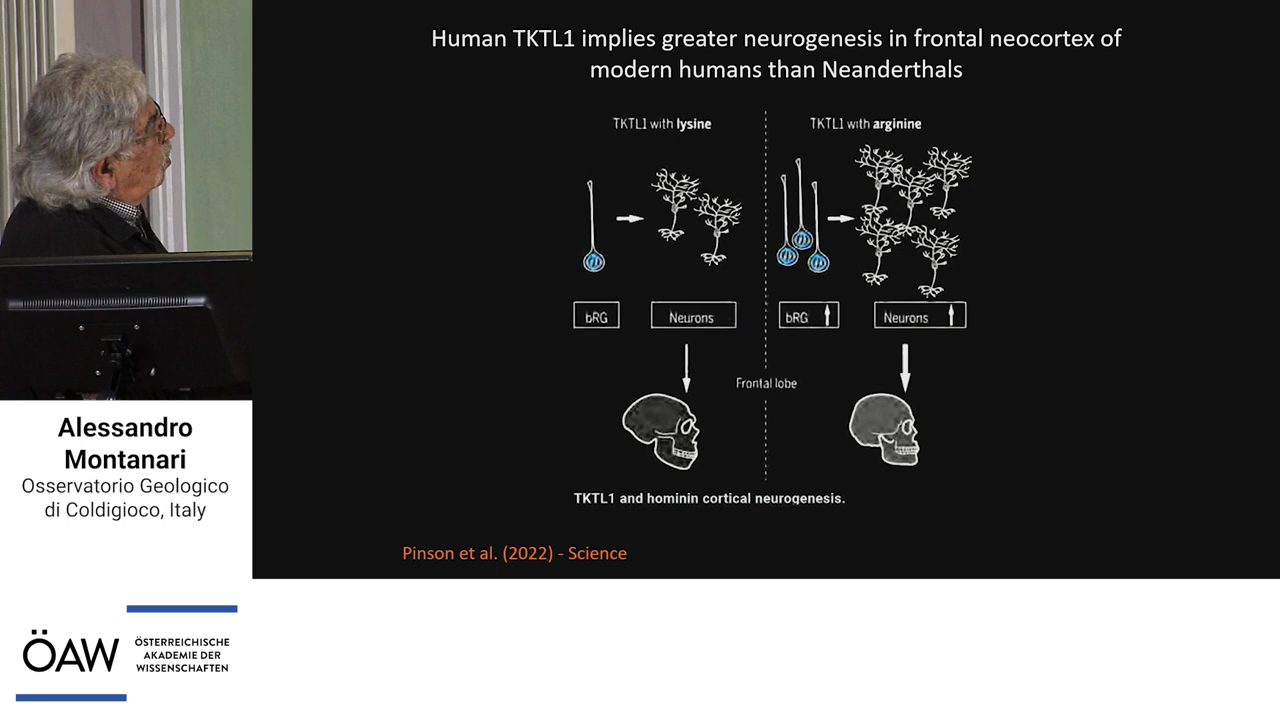 Human TKTL1 implies greater neurogenesis in frontal neocortex of
modern humans than Neanderthals
TKTL1 with lysine
TKTL1 with arginine
bRG
Neurons
bRG
Neurons
Frontal lobe
TKTL1 and hominin cortical neurogenesis.
Pinson et al. (2022) - Science
Alessandro
Montanari
Osservatorio Geologico
di Coldigioco, Italy
ÖAW
ÖSTERREICHISCHE
AKADEMIE DER
WISSENSCHAFTEN